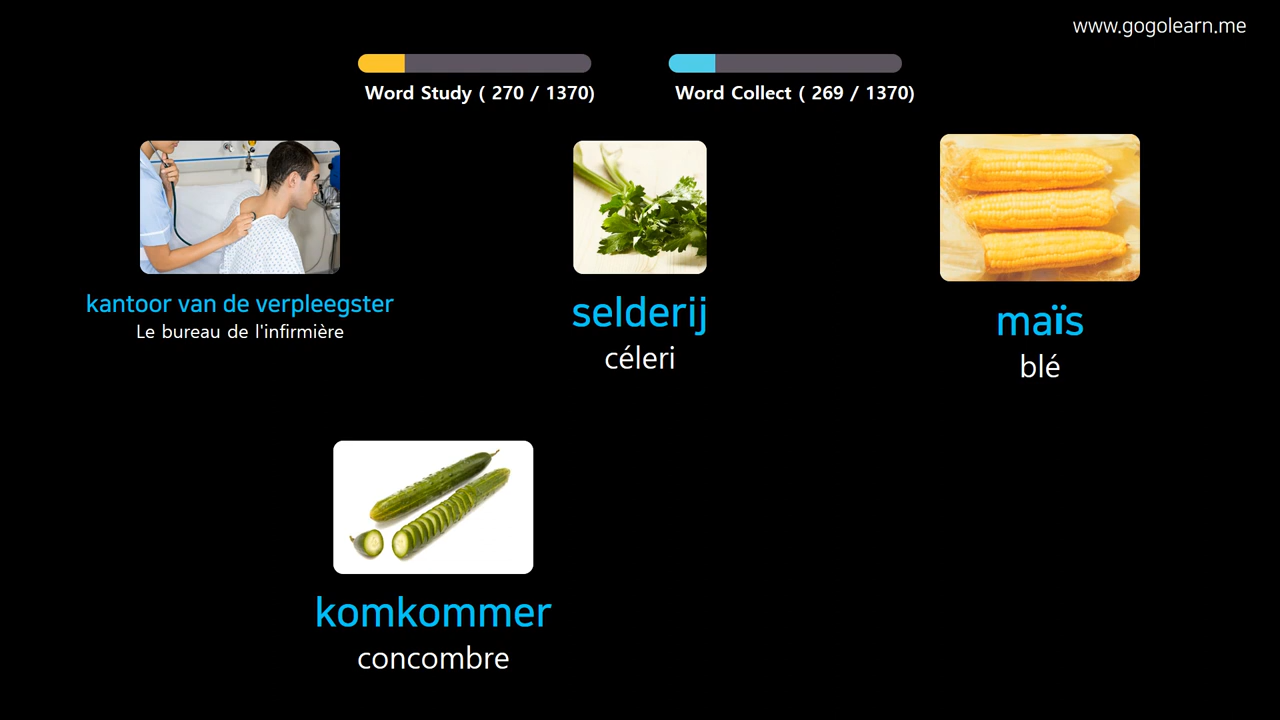 www.gogolearn.me
Word Study ( 270 / 1370)
Word Collect ( 269 / 1370)
kantoor van de verpleegster
Le bureau de l'infirmière
selderij
céleri
maïs
blé
komkommer
concombre